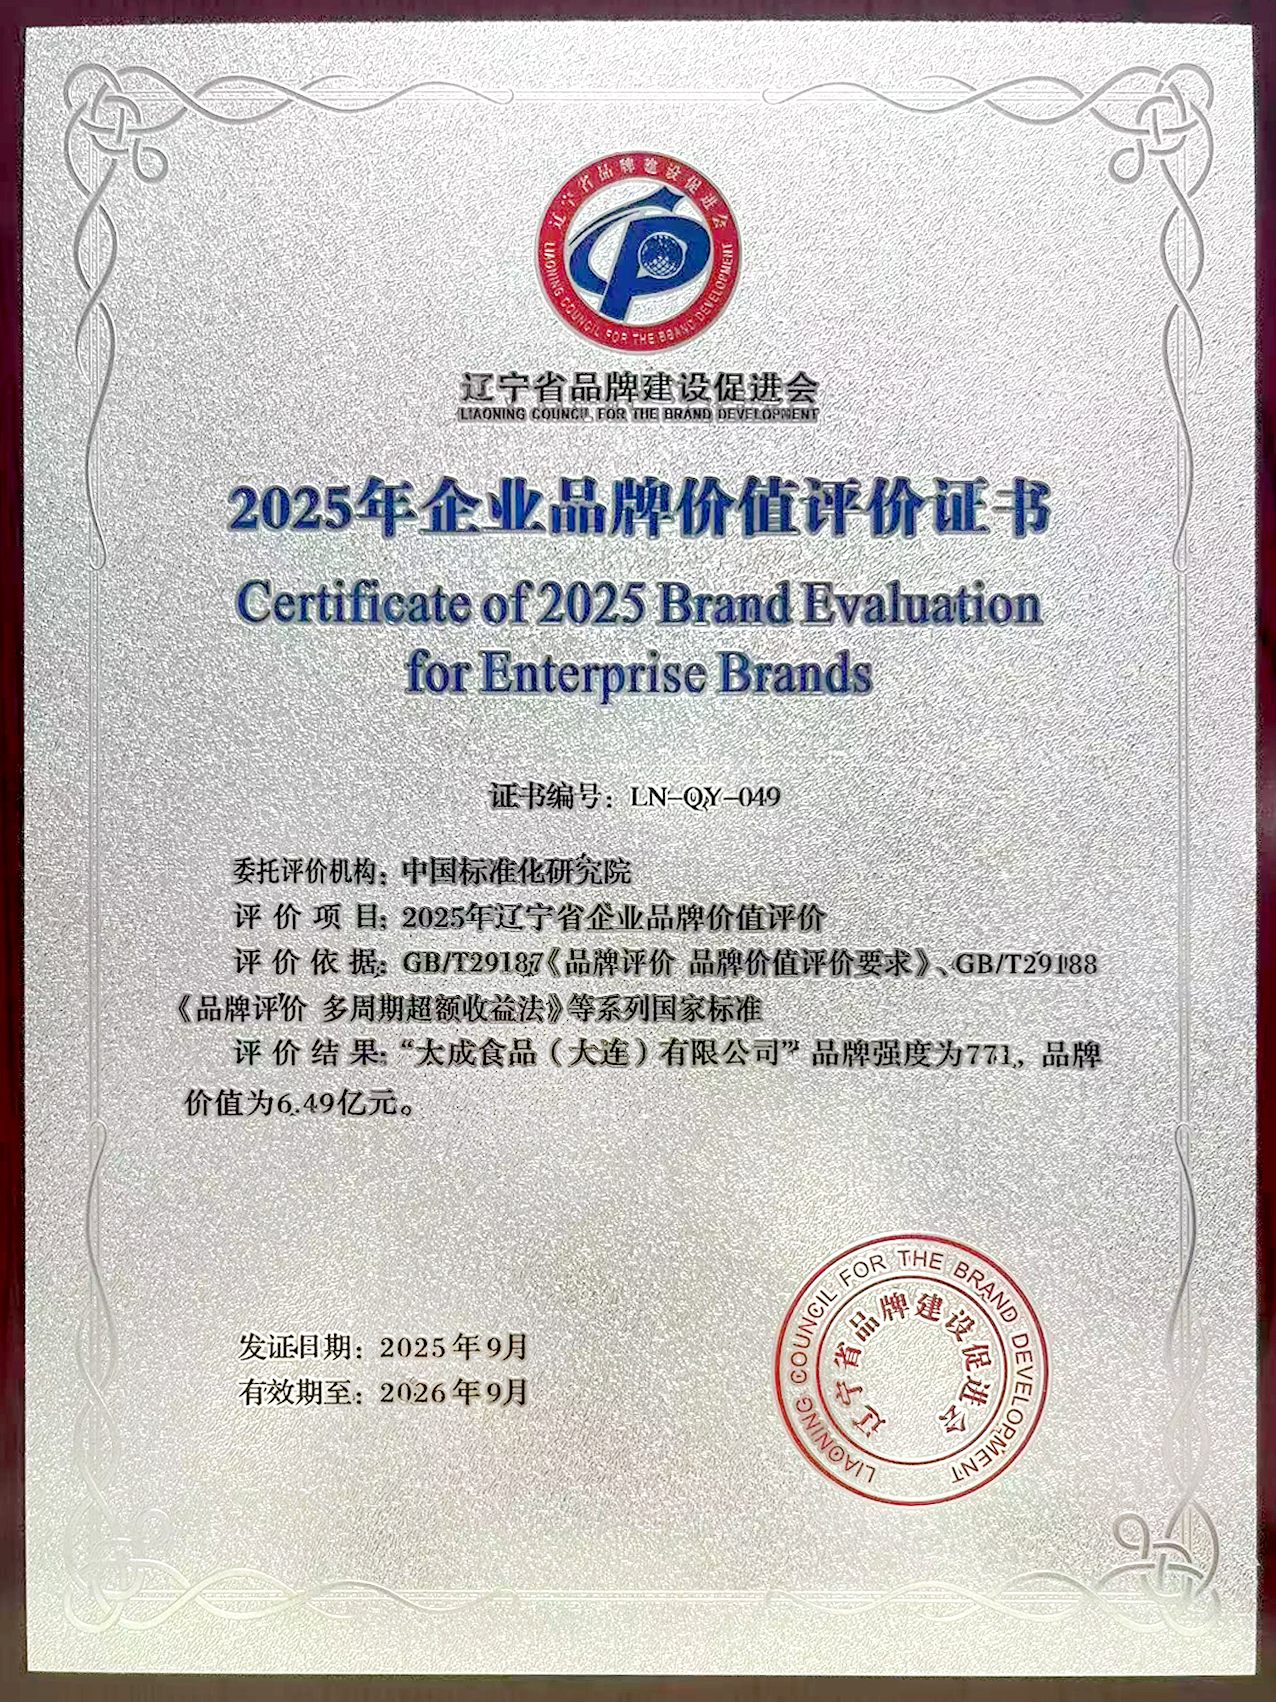 辽宁省品牌建设促进会
LIAONING COUNCIL FOR THE BRAND DEVELOPMENT
辽宁省品牌建设促进会
LIAONING COUNCIL FOR THE BRAND DEVELOPMENT
2025年企业品牌价值评价证书
Certificate of 2025 Brand Evaluation
for Enterprise Brands
证书编号：LN-QY-049
委托评价机构：中国标准化研究院
评价项目：2025年辽宁省企业品牌价值评价
评价依据：GB/T29187《品牌评价 品牌价值评价要求》、GB/T29188
《品牌评价 多周期超额收益法》等系列国家标准
评价结果：“太成食品（大连）有限公司”品牌强度为771，品牌
价值为6.49亿元。
发证日期：2025年9月
有效期至：2026年9月
LIAONING COUNCIL FOR THE BRAND DEVELOPMENT
辽宁省品牌建设促进会